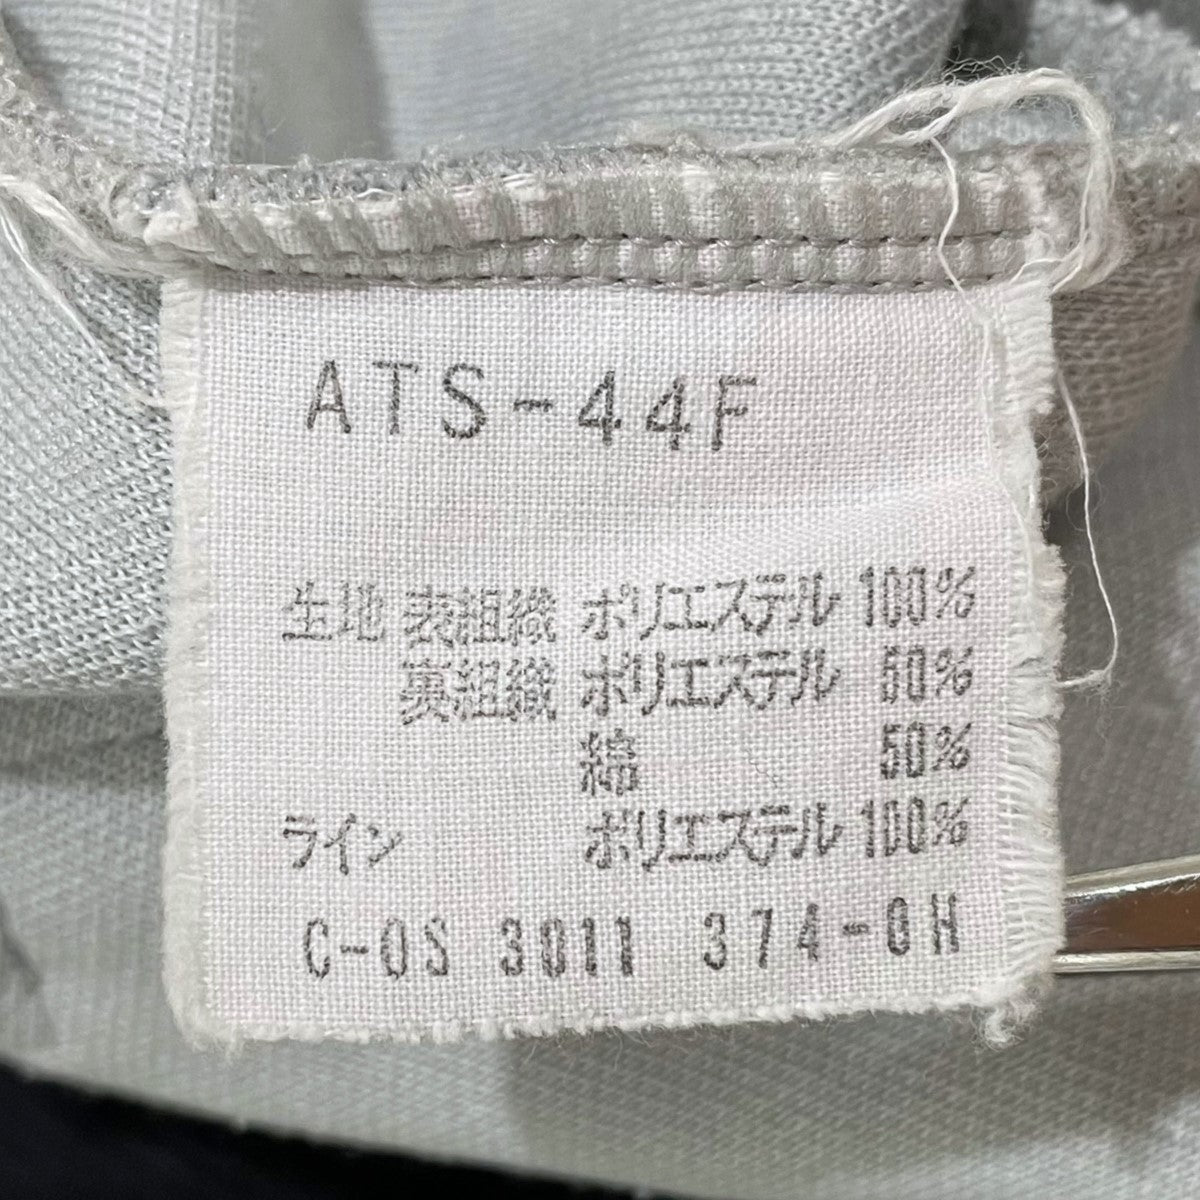 ATS-44F
生地 表組織 ポリエステル 100%
裏組織 ポリエステル 50%
綿 50%
ライン ポリエステル 100%
C-OS 3011 374-0H